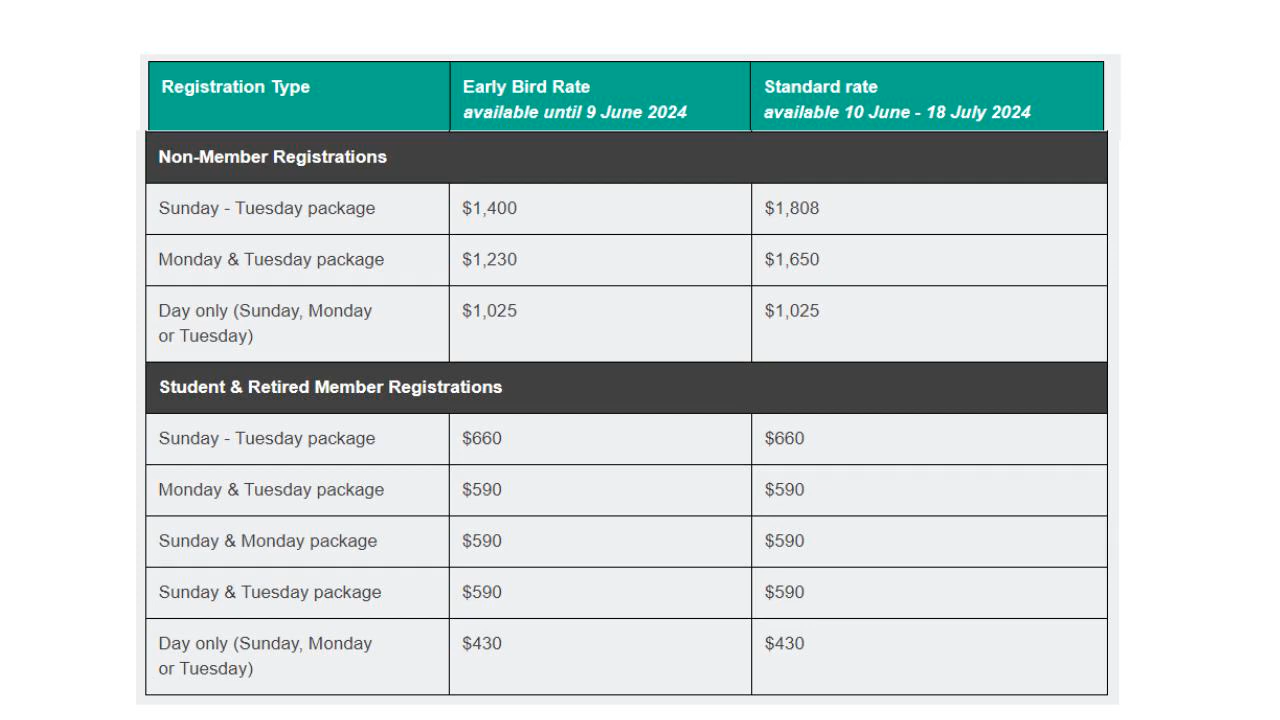 Registration Type
Early Bird Rate
available until 9 June 2024
Standard rate
available 10 June - 18 July 2024
Non-Member Registrations
Sunday - Tuesday package $1,400 $1,808
Monday & Tuesday package $1,230 $1,650
Day only (Sunday, Monday
or Tuesday) $1,025 $1,025
Student & Retired Member Registrations
Sunday - Tuesday package $660 $660
Monday & Tuesday package $590 $590
Sunday & Monday package $590 $590
Sunday & Tuesday package $590 $590
Day only (Sunday, Monday
or Tuesday) $430 $430